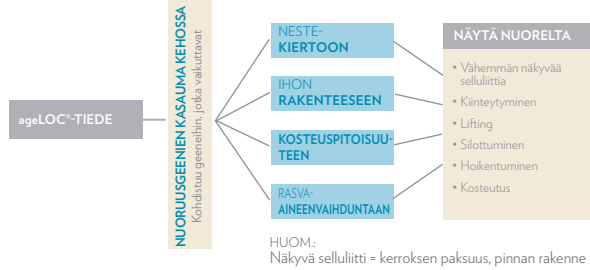 ageLOC®-TIEDE
NUORUUSGEENIEN KASAUMA KEHOSSA
Kohdistuu geeneihin, jotka vaikuttavat
NESTE-
KIERTOON
IHON
RAKENTEESEEN
KOSTEUSPITOISUU-
TEEN
RASVA-
AINEENVAIHDUNTAAN
NÄYTÄ NUORELTA
• Vähemmän näkyvää
selluliittia
• Kiinteytyminen
• Lifting
• Silottuminen
• Hoikentuminen
• Kosteutus
HUOM.:
Näkyvä selluliitti = kerroksen paksuus, pinnan rakenne